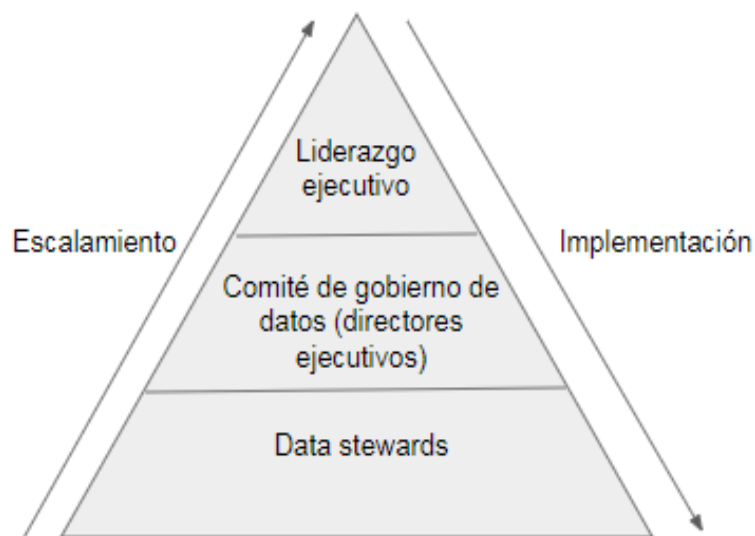 Liderazgo
ejecutivo
Escalamiento
Implementación
Comité de gobierno de
datos (directores
ejecutivos)
Data stewards